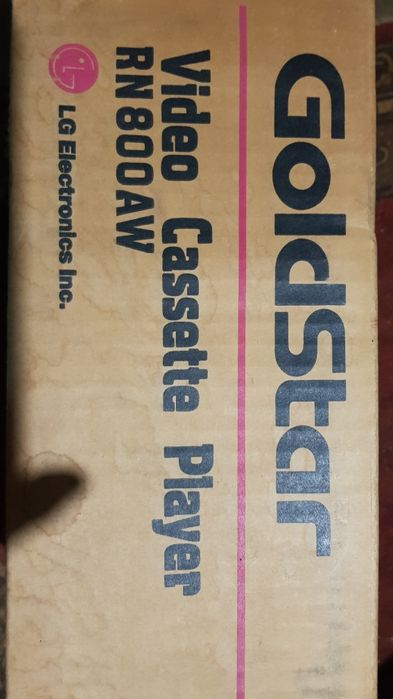 GoldStar
Video Cassette Player
RN800AW
LG LG Electronics Inc.